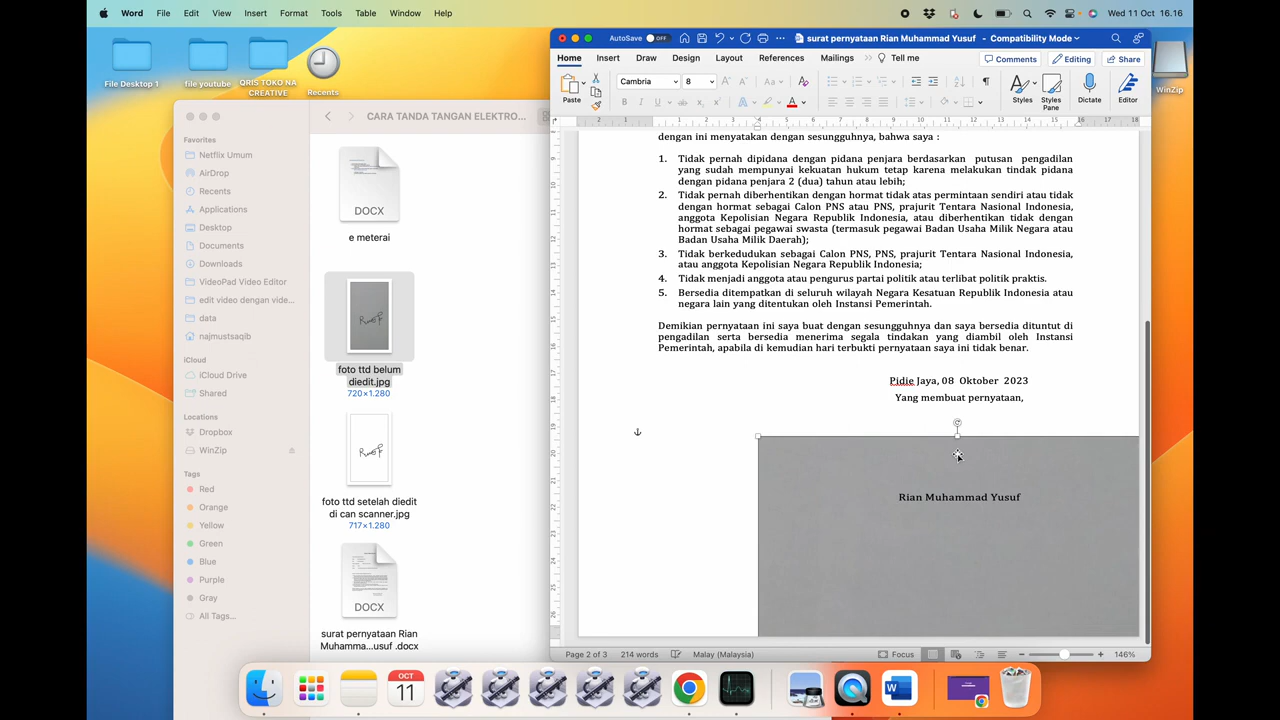 Word File Edit View Insert Format Tools Table Window Help
Wed 11 Oct 16.16
File Desktop 1
file youtube
QRIS TOKO NA CREATIVE
Recents
WinZip
CARA TANDA TANGAN ELEKTRO...
Favorites
Netflix Umum
AirDrop
Recents
Applications
Desktop
Documents
Downloads
VideoPad Video Editor
edit video dengan vide...
data
najmustsaqib
iCloud
iCloud Drive
Shared
Locations
Dropbox
WinZip
Tags
Red
Orange
Yellow
Green
Blue
Purple
Gray
All Tags...
DOCX
e meterai
foto ttd belum
diedit.jpg
720×1.280
foto ttd setelah diedit
di can scanner.jpg
717×1.280
DOCX
surat pernyataan Rian
Muhamma...usuf .docx
AutoSave OFF
surat pernyataan Rian Muhammad Yusuf - Compatibility Mode
Home Insert Draw Design Layout References Mailings Tell me
Comments Editing Share
Paste
Cambria 8
Styles
Styles Pane
Dictate
Editor
dengan ini menyatakan dengan sesungguhnya, bahwa saya :
1. Tidak pernah dipidana dengan pidana penjara berdasarkan putusan pengadilan
yang sudah mempunyai kekuatan hukum tetap karena melakukan tindak pidana
dengan pidana penjara 2 (dua) tahun atau lebih;
2. Tidak pernah diberhentikan dengan hormat tidak atas permintaan sendiri atau tidak
dengan hormat sebagai Calon PNS atau PNS, prajurit Tentara Nasional Indonesia,
anggota Kepolisian Negara Republik Indonesia, atau diberhentikan tidak dengan
hormat sebagai pegawai swasta (termasuk pegawai Badan Usaha Milik Negara atau
Badan Usaha Milik Daerah);
3. Tidak berkedudukan sebagai Calon PNS, PNS, prajurit Tentara Nasional Indonesia,
atau anggota Kepolisian Negara Republik Indonesia;
4. Tidak menjadi anggota atau pengurus partai politik atau terlibat politik praktis.
5. Bersedia ditempatkan di seluruh wilayah Negara Kesatuan Republik Indonesia atau
negara lain yang ditentukan oleh Instansi Pemerintah.
Demikian pernyataan ini saya buat dengan sesungguhnya dan saya bersedia dituntut di
pengadilan serta bersedia menerima segala tindakan yang diambil oleh Instansi
Pemerintah, apabila di kemudian hari terbukti pernyataan saya ini tidak benar.
Pidie Jaya, 08 Oktober 2023
Yang membuat pernyataan,
Rian Muhammad Yusuf
Page 2 of 3 214 words Malay (Malaysia) Focus 146%
OCT
11